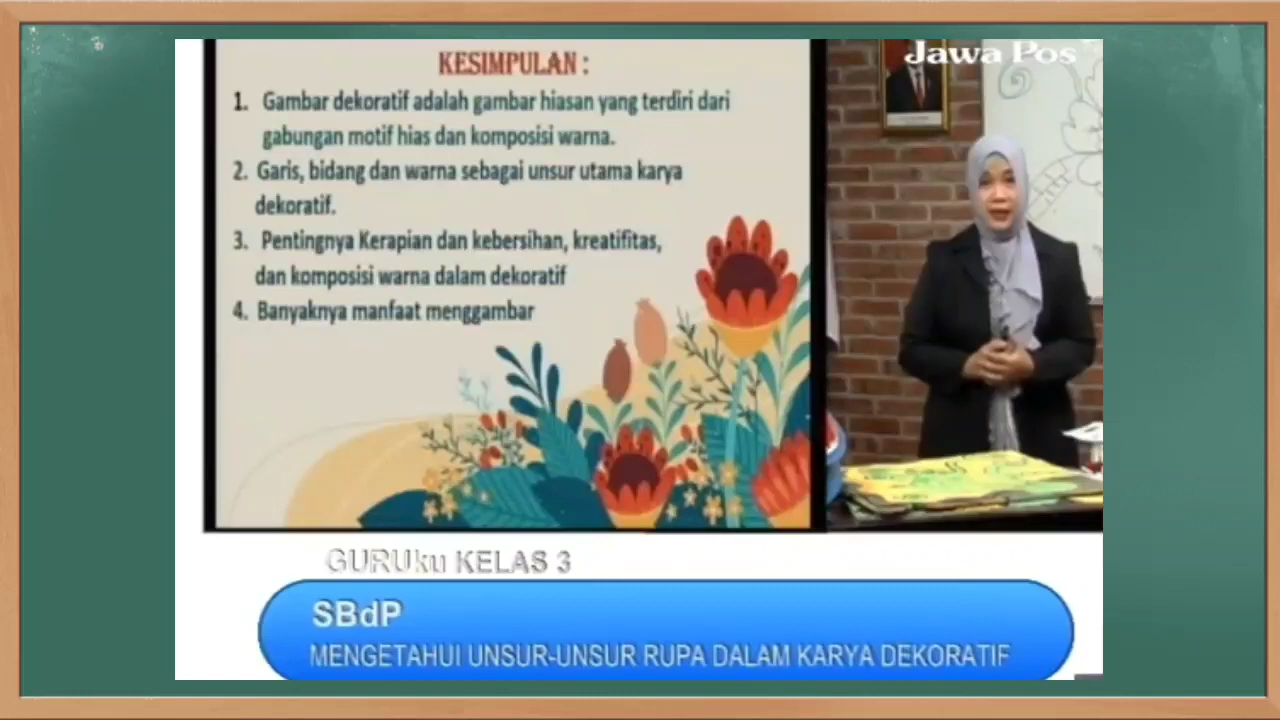 KESIMPULAN :
1. Gambar dekoratif adalah gambar hiasan yang terdiri dari
gabungan motif hias dan komposisi warna.
2. Garis, bidang dan warna sebagai unsur utama karya
dekoratif.
3. Pentingnya Kerapian dan kebersihan, kreatifitas,
dan komposisi warna dalam dekoratif
4. Banyaknya manfaat menggambar
Jawa Pos
GURUku KELAS 3
SBdP
MENGETAHUI UNSUR-UNSUR RUPA DALAM KARYA DEKORATIF